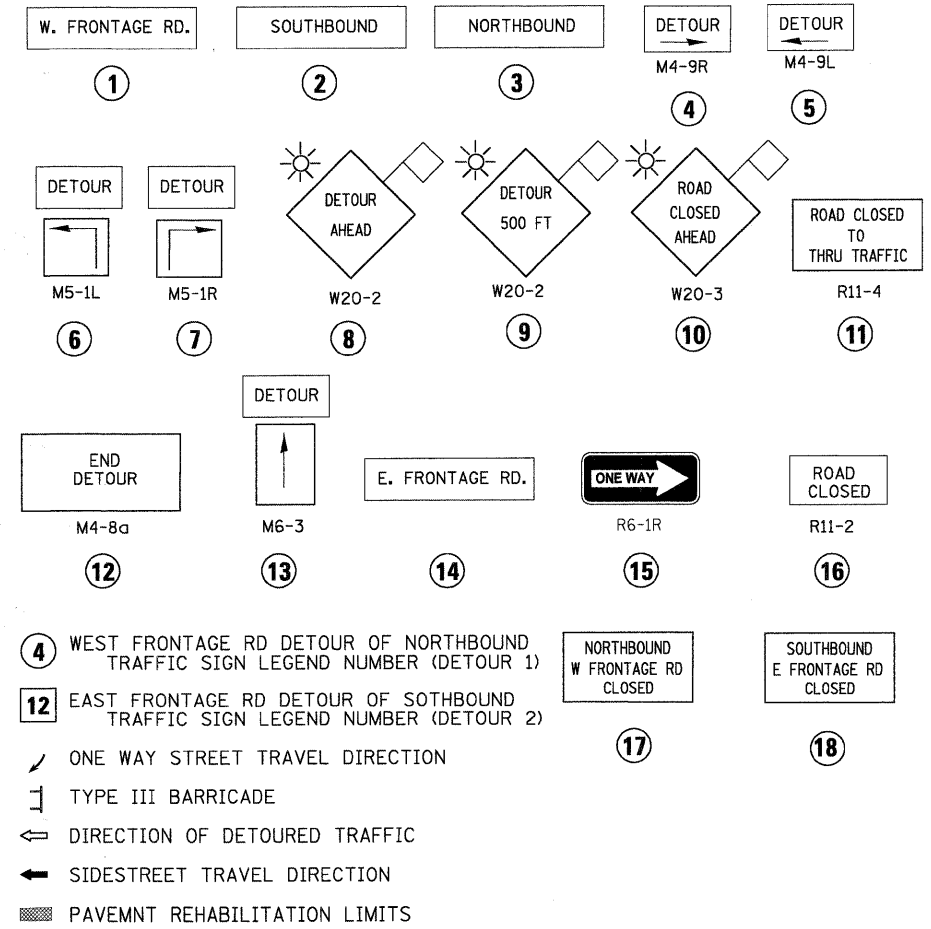 W. FRONTAGE RD.
SOUTHBOUND
NORTHBOUND
DETOUR
DETOUR
M4-9R
M4-9L
1
2
3
4
5
DETOUR
DETOUR
DETOUR
AHEAD
DETOUR
500 FT
ROAD
CLOSED
AHEAD
ROAD CLOSED
TO
THRU TRAFFIC
M5-1L
M5-1R
W20-2
W20-2
W20-3
R11-4
6
7
8
9
10
11
DETOUR
END
DETOUR
E. FRONTAGE RD.
ONE WAY
ROAD
CLOSED
M4-8a
M6-3
R6-1R
R11-2
12
13
14
15
16
4 WEST FRONTAGE RD DETOUR OF NORTHBOUND
TRAFFIC SIGN LEGEND NUMBER (DETOUR 1)
12 EAST FRONTAGE RD DETOUR OF SOTHBOUND
TRAFFIC SIGN LEGEND NUMBER (DETOUR 2)
ONE WAY STREET TRAVEL DIRECTION
TYPE III BARRICADE
DIRECTION OF DETOURED TRAFFIC
SIDESTREET TRAVEL DIRECTION
PAVEMNT REHABILITATION LIMITS
NORTHBOUND
W FRONTAGE RD
CLOSED
17
SOUTHBOUND
E FRONTAGE RD
CLOSED
18